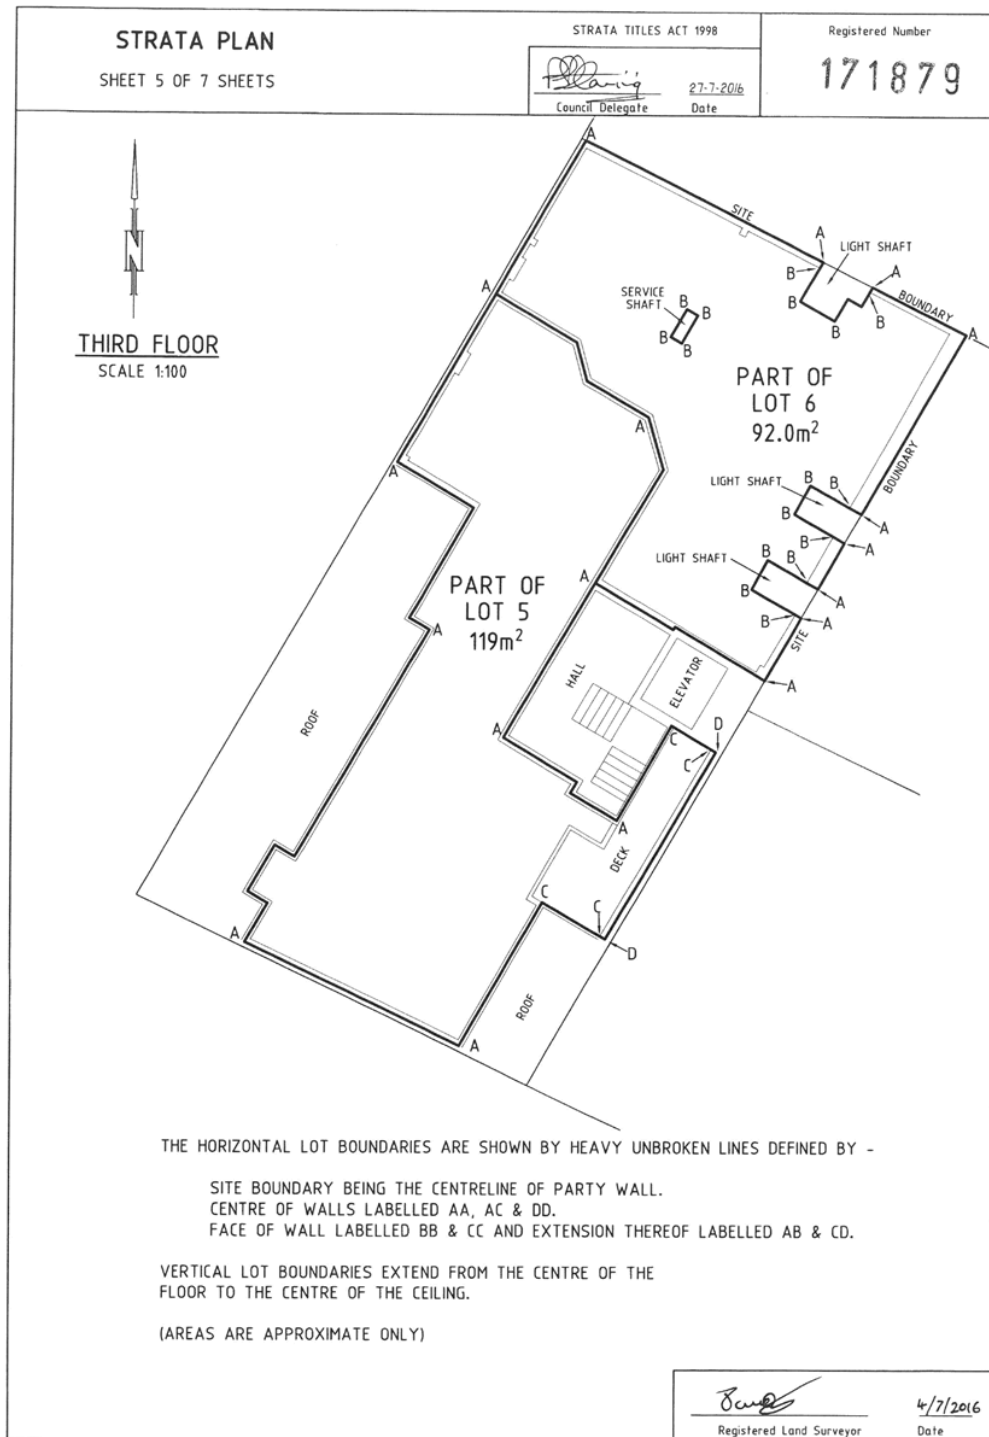 STRATA PLAN
SHEET 5 OF 7 SHEETS
STRATA TITLES ACT 1998
27-7-2016
Council Delegate
Date
Registered Number
171879
N
THIRD FLOOR
SCALE 1:100
A
SITE
A
LIGHT SHAFT
B
A
BOUNDARY
B
B
B
A
SERVICE
SHAFT
B
B
B
B
A
PART OF
LOT 6
92.0m²
A
BOUNDARY
LIGHT SHAFT
B
B
B
A
B
A
A
LIGHT SHAFT
B
B
B
A
B
A
SITE
A
A
PART OF
LOT 5
119m²
A
HALL
ELEVATOR
ROOF
A
C
D
C
A
DECK
C
C
D
A
ROOF
A
THE HORIZONTAL LOT BOUNDARIES ARE SHOWN BY HEAVY UNBROKEN LINES DEFINED BY -
SITE BOUNDARY BEING THE CENTRELINE OF PARTY WALL.
CENTRE OF WALLS LABELLED AA, AC & DD.
FACE OF WALL LABELLED BB & CC AND EXTENSION THEREOF LABELLED AB & CD.
VERTICAL LOT BOUNDARIES EXTEND FROM THE CENTRE OF THE
FLOOR TO THE CENTRE OF THE CEILING.
(AREAS ARE APPROXIMATE ONLY)
4/7/2016
Registered Land Surveyor
Date